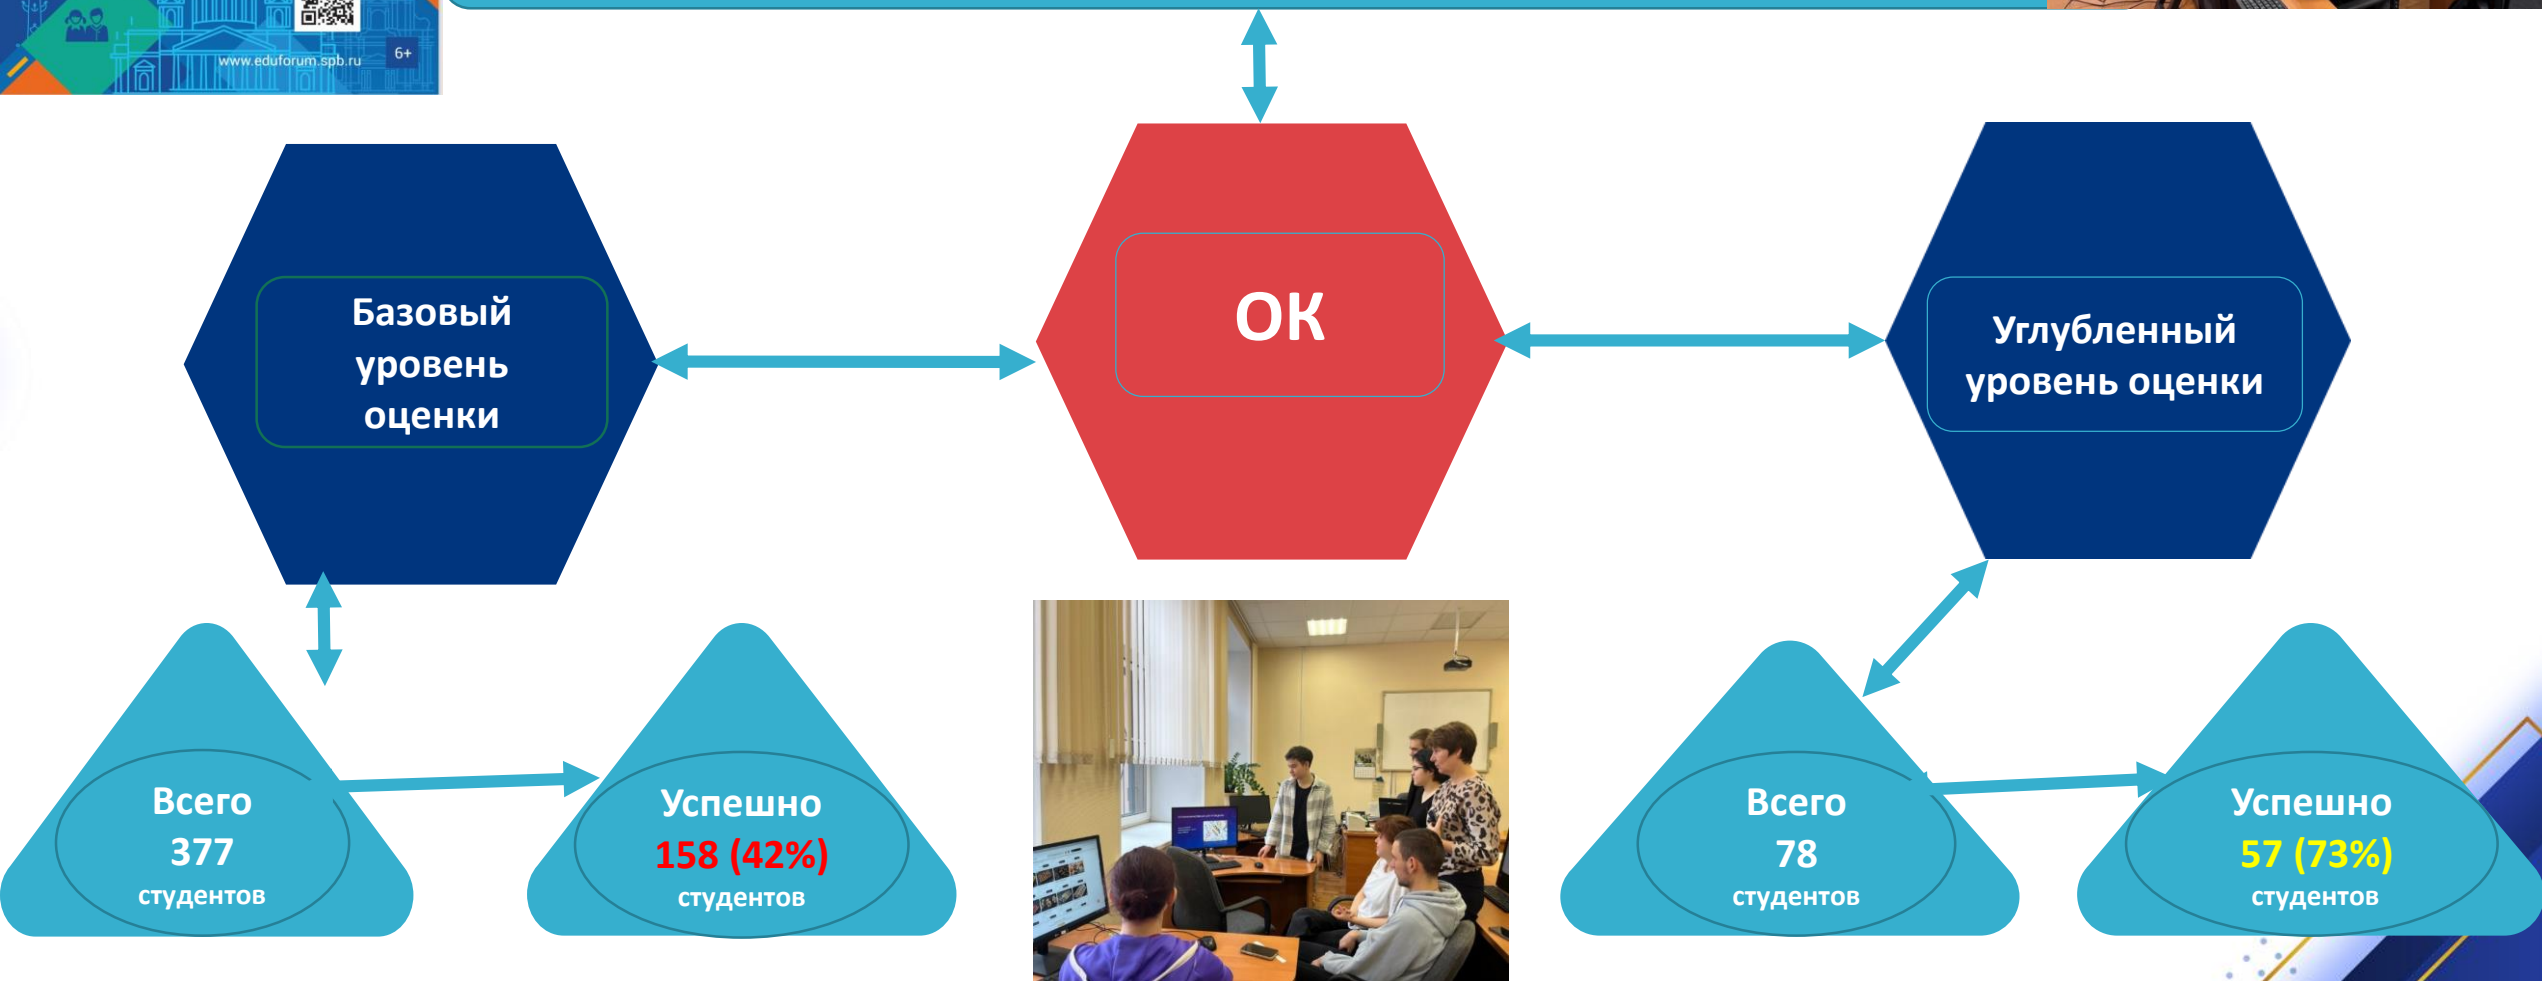 www.eduforum.spb.ru
6+
Базовый
уровень
оценки
ОК
Углубленный
уровень оценки
Всего
377
студентов
Успешно
158 (42%)
студентов
Всего
78
студентов
Успешно
57 (73%)
студентов